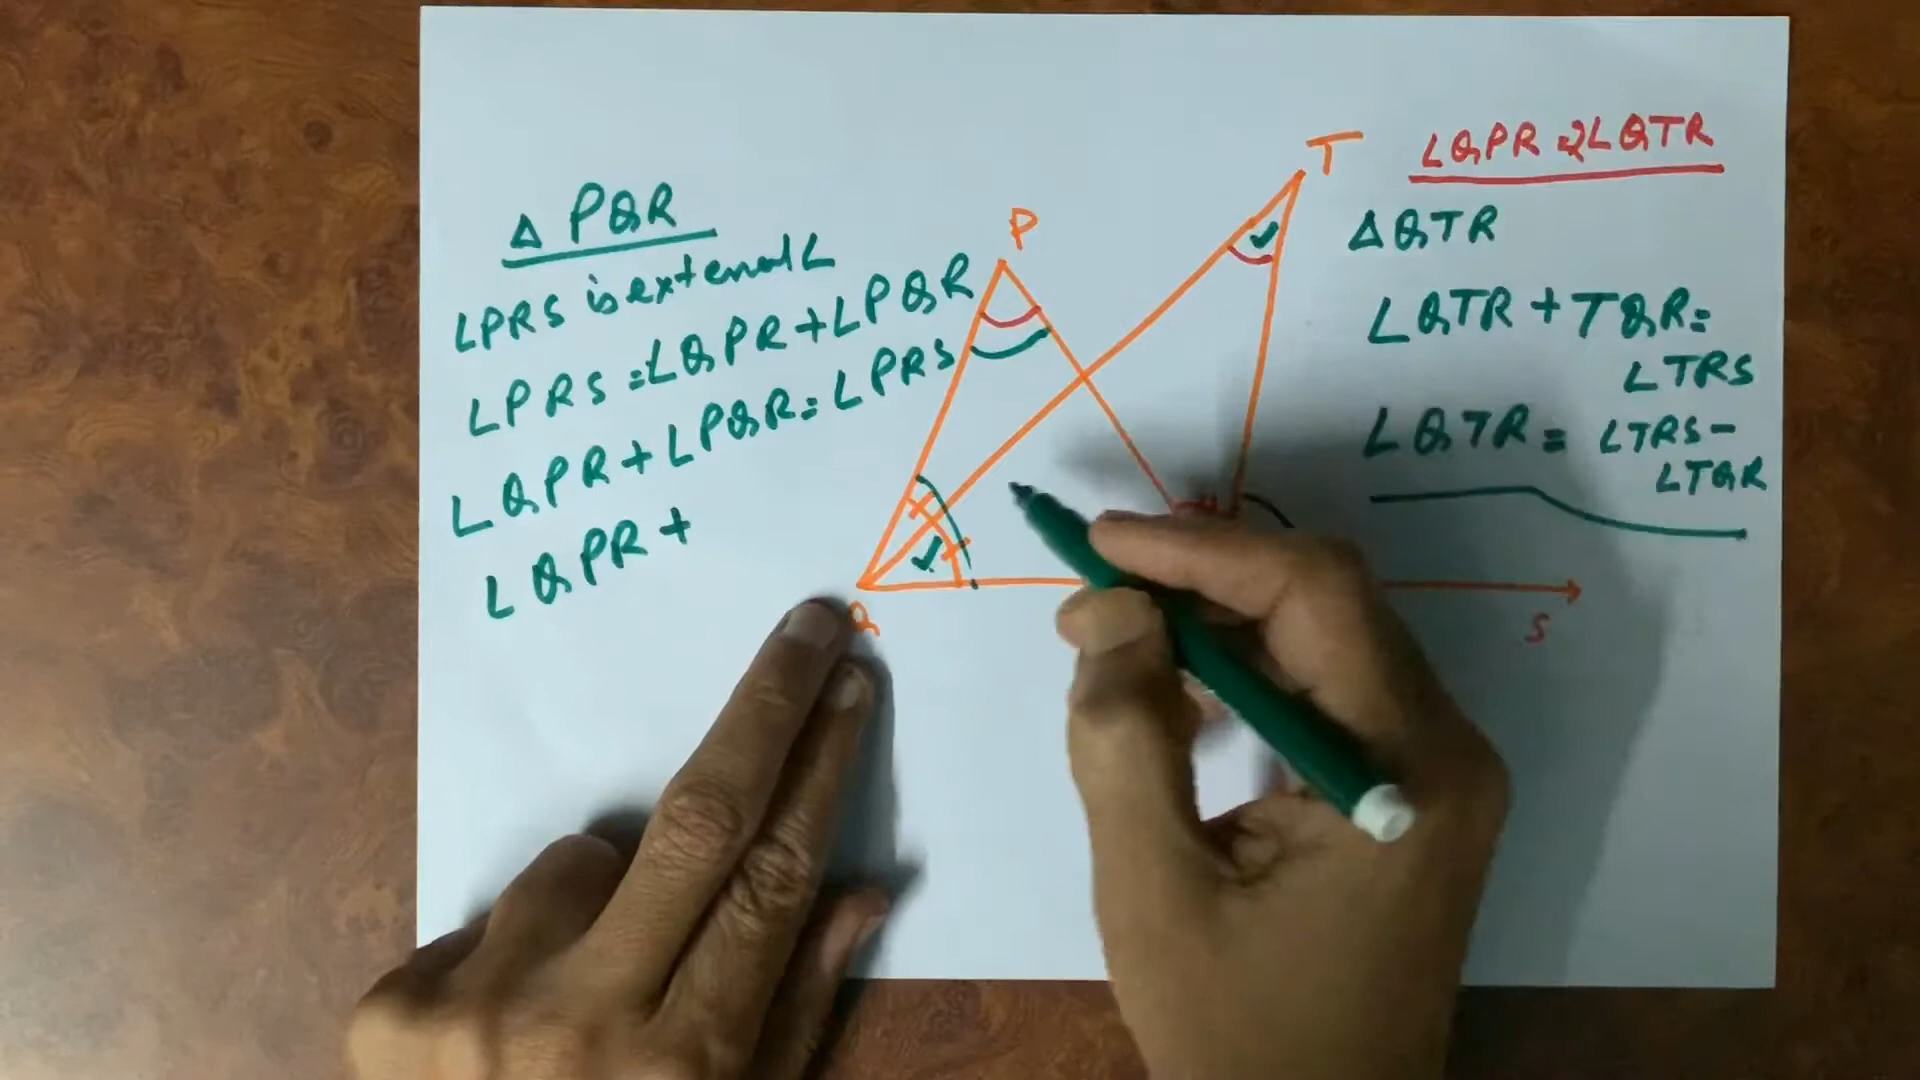 △ PQR
∠PRS is external ∠
∠PRS = ∠QPR + ∠PQR
∠QPR + ∠PQR = ∠PRS
∠QPR +
P
T
Q
S
∠QPR = 2∠QTR
△QTR
∠QTR + TQR =
∠TRS
∠QTR = ∠TRS -
∠TQR